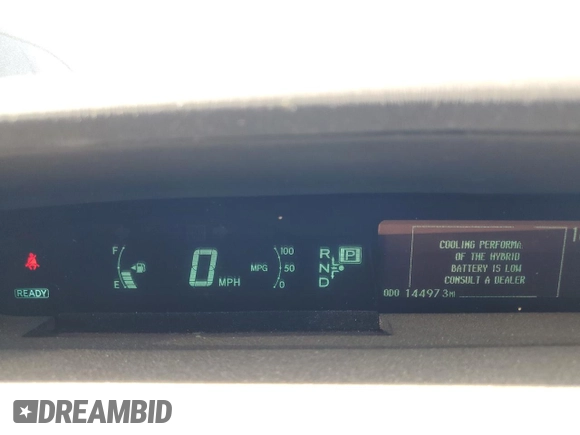 F
E
READY
0 MPH
MPG
100
50
0
R
N
D
P
COOLING PERFORMA
OF THE HYBRID
BATTERY IS LOW
CONSULT A DEALER
ODO 144973MI
DREAMBID